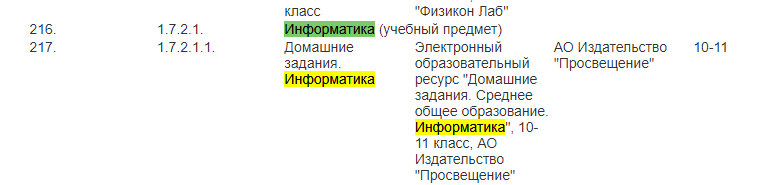 класс "Физикон Лаб"
216. 1.7.2.1. Информатика (учебный предмет)
217. 1.7.2.1.1. Домашние Электронный АО Издательство 10-11
задания. образовательный "Просвещение"
Информатика ресурс "Домашние
задания. Среднее
общее образование.
Информатика", 10-
11 класс, АО
Издательство
"Просвещение"